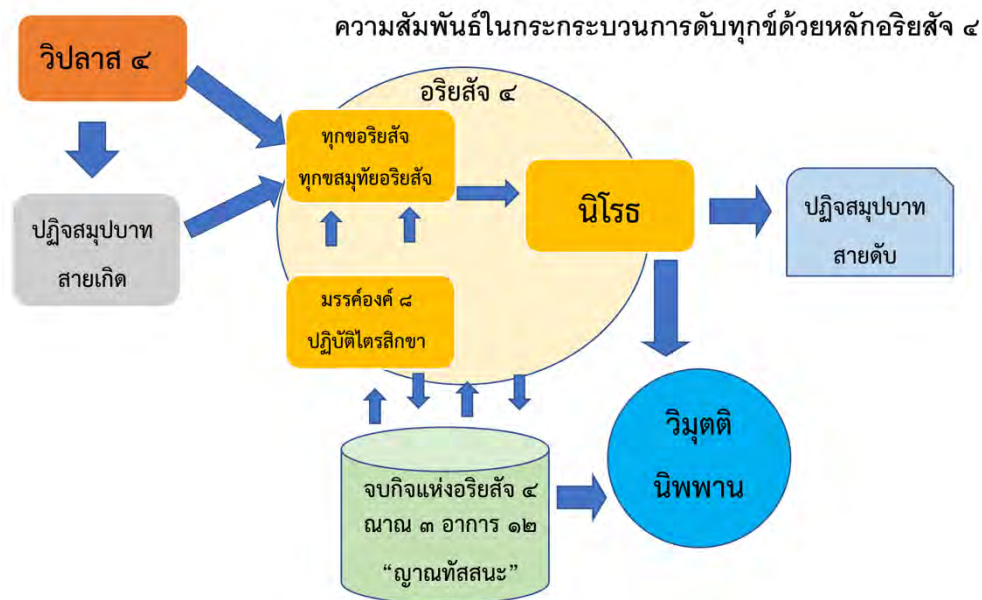 ความสัมพันธ์ในกระกระบวนการดับทุกข์ด้วยหลักอริยสัจ ๔
วิปลาส ๔
อริยสัจ ๔
ทุกขอริยสัจ
ทุกขสมุทัยอริยสัจ
นิโรธ
ปฏิจสมุปบาท
สายดับ
ปฏิจสมุปบาท
สายเกิด
มรรค์องค์ ๘
ปฏิบัติไตรสิกขา
วิมุตติ
นิพพาน
จบกิจแห่งอริยสัจ ๔
ณาณ ๓ อาการ ๑๒
“ญาณทัสสนะ”